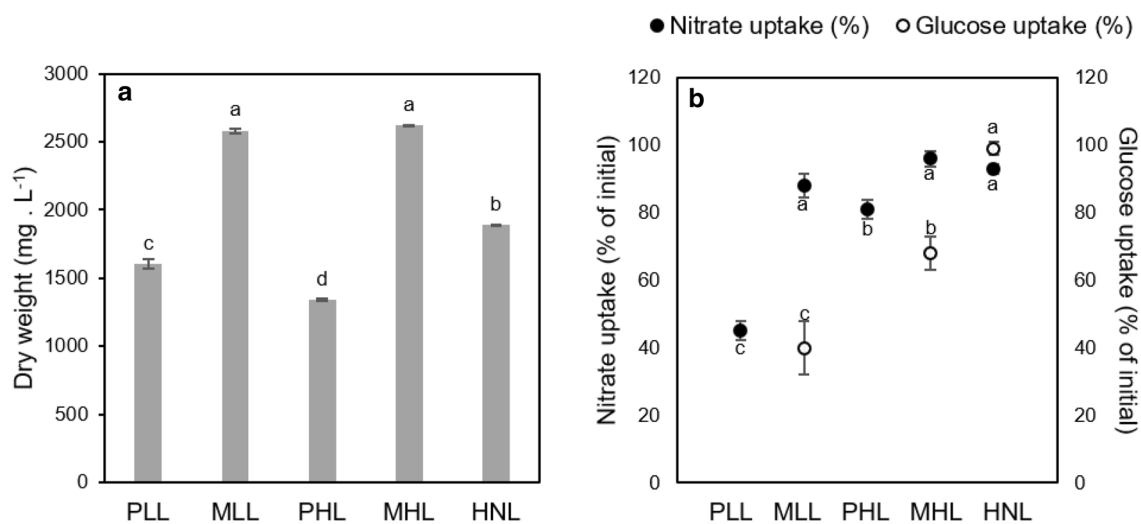 ● Nitrate uptake (%) ○ Glucose uptake (%)
a
3000
2500
2000
1500
1000
500
0
Dry weight (mg . L⁻¹)
c
a
d
a
b
PLL MLL PHL MHL HNL
b
120
100
80
60
40
20
0
Nitrate uptake (% of initial)
120
100
80
60
40
20
0
Glucose uptake (% of initial)
c
a
c
b
a
b
a
a
PLL MLL PHL MHL HNL